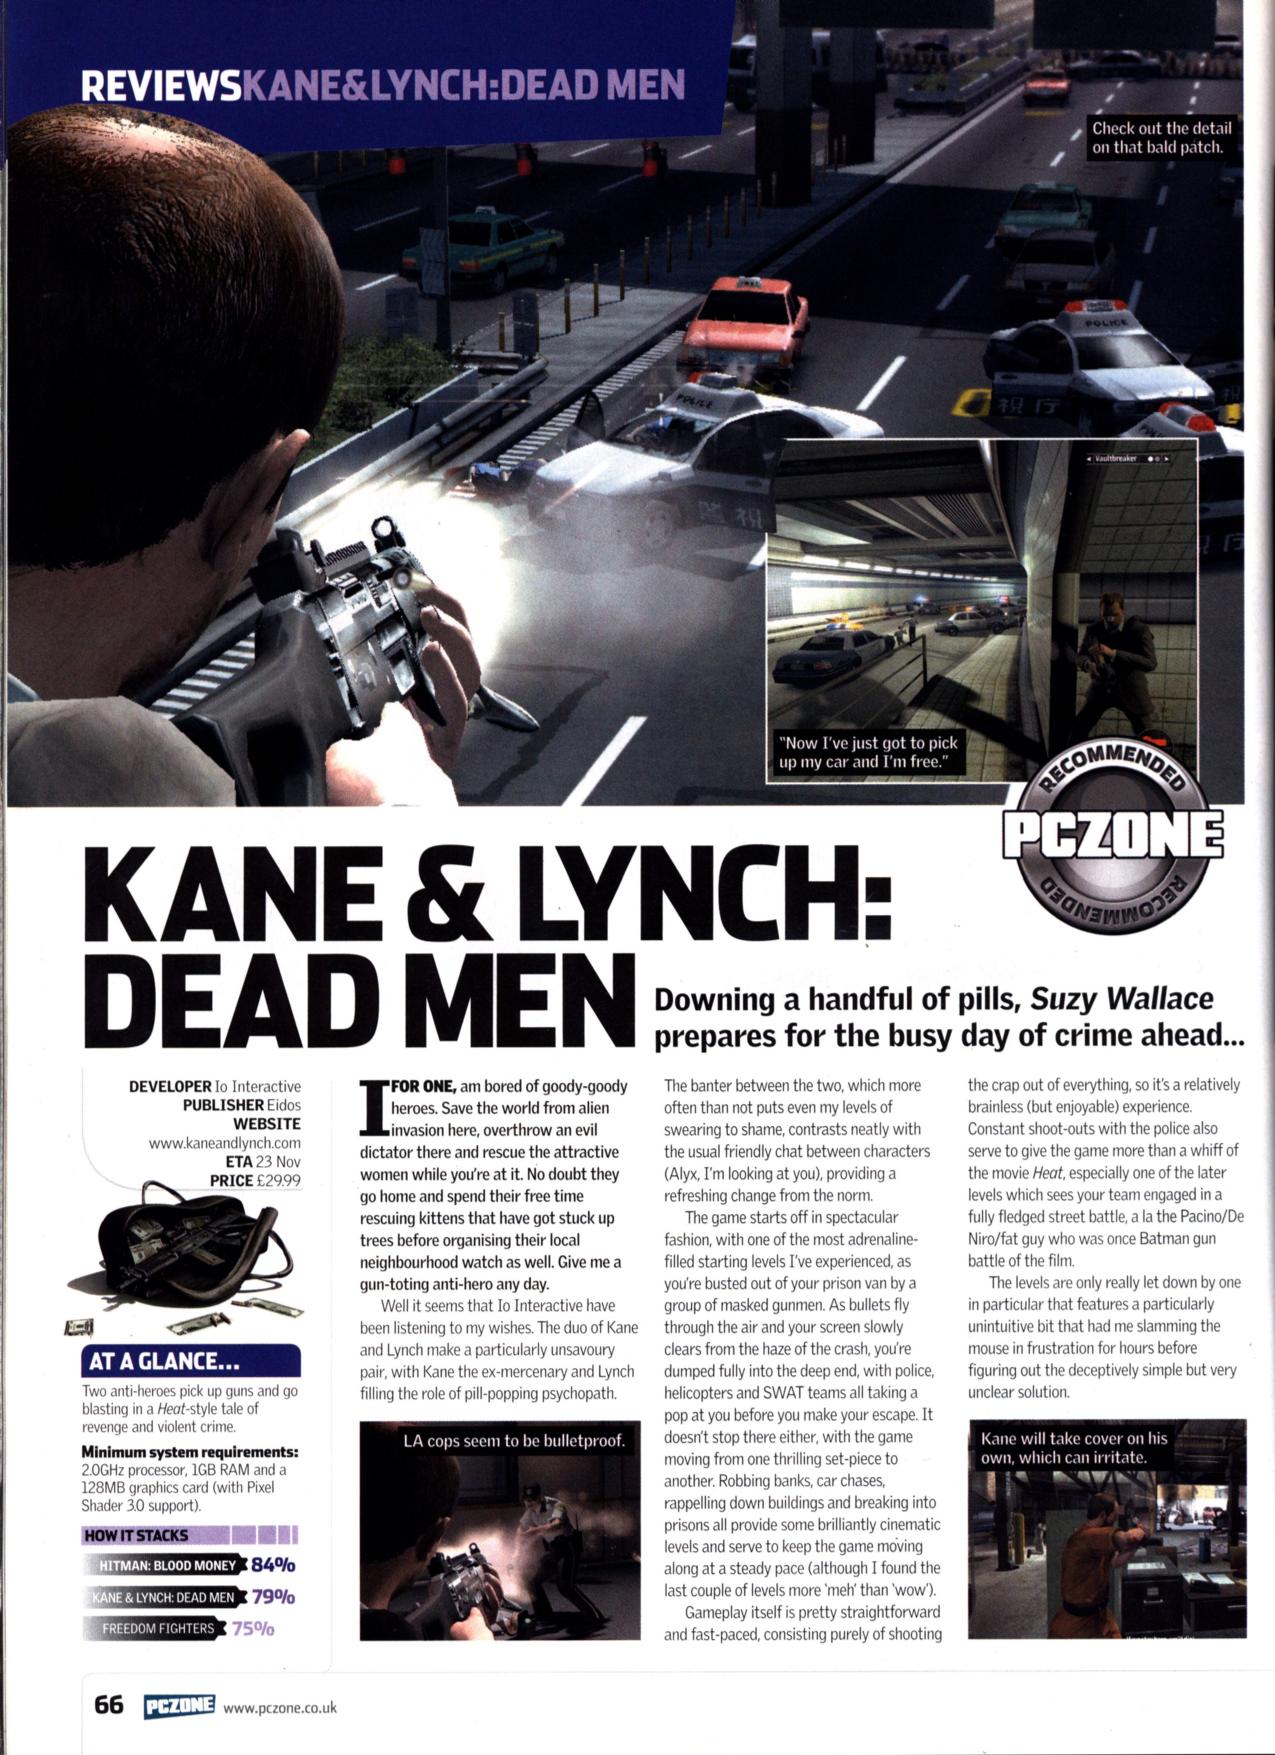 REVIEWSKANE&LYNCH:DEAD MEN
Check out the detail
on that bald patch.
POLICE
POLICE
視庁
Vaultbreaker
"Now I've just got to pick
up my car and I'm free."
RECOMMENDED
PCZONE
RECOMMENDED
KANE & LYNCH:
DEAD MEN
Downing a handful of pills, Suzy Wallace
prepares for the busy day of crime ahead...
DEVELOPER Io Interactive
PUBLISHER Eidos
WEBSITE
www.kaneandlynch.com
ETA 23 Nov
PRICE £29.99
AT A GLANCE...
Two anti-heroes pick up guns and go
blasting in a Heat-style tale of
revenge and violent crime.
Minimum system requirements:
2.0GHz processor, 1GB RAM and a
128MB graphics card (with Pixel
Shader 3.0 support).
HOW IT STACKS
HITMAN: BLOOD MONEY 84%
KANE & LYNCH: DEAD MEN 79%
FREEDOM FIGHTERS 75%
I FOR ONE, am bored of goody-goody
heroes. Save the world from alien
invasion here, overthrow an evil
dictator there and rescue the attractive
women while you're at it. No doubt they
go home and spend their free time
rescuing kittens that have got stuck up
trees before organising their local
neighbourhood watch as well. Give me a
gun-toting anti-hero any day.
Well it seems that Io Interactive have
been listening to my wishes. The duo of Kane
and Lynch make a particularly unsavoury
pair, with Kane the ex-mercenary and Lynch
filling the role of pill-popping psychopath.
LA cops seem to be bulletproof.
The banter between the two, which more
often than not puts even my levels of
swearing to shame, contrasts neatly with
the usual friendly chat between characters
(Alyx, I'm looking at you), providing a
refreshing change from the norm.
The game starts off in spectacular
fashion, with one of the most adrenaline-
filled starting levels I've experienced, as
you're busted out of your prison van by a
group of masked gunmen. As bullets fly
through the air and your screen slowly
clears from the haze of the crash, you're
dumped fully into the deep end, with police,
helicopters and SWAT teams all taking a
pop at you before you make your escape. It
doesn't stop there either, with the game
moving from one thrilling set-piece to
another. Robbing banks, car chases,
rappelling down buildings and breaking into
prisons all provide some brilliantly cinematic
levels and serve to keep the game moving
along at a steady pace (although I found the
last couple of levels more 'meh' than 'wow').
Gameplay itself is pretty straightforward
and fast-paced, consisting purely of shooting
the crap out of everything, so it's a relatively
brainless (but enjoyable) experience.
Constant shoot-outs with the police also
serve to give the game more than a whiff of
the movie Heat, especially one of the later
levels which sees your team engaged in a
fully fledged street battle, a la the Pacino/De
Niro/fat guy who was once Batman gun
battle of the film.
The levels are only really let down by one
in particular that features a particularly
unintuitive bit that had me slamming the
mouse in frustration for hours before
figuring out the deceptively simple but very
unclear solution.
Kane will take cover on his
own, which can irritate.
66 PCZONE www.pczone.co.uk